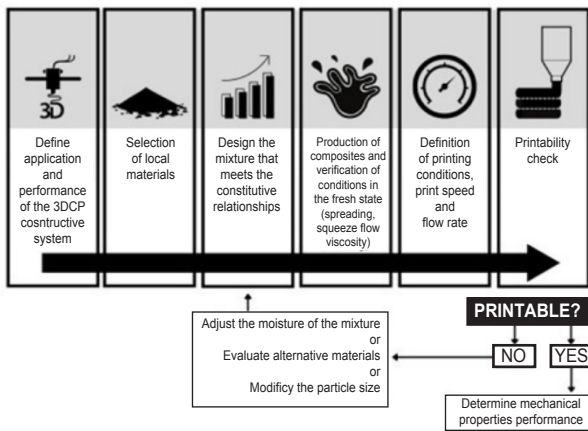 3D
Define
application
and
performance
of the 3DCP
cosntructive
system
Selection
of local
materials
Design the
mixture that
meets the
constitutive
relationships
Production of
composites and
verification of
conditions in
the fresh state
(spreading,
squeeze flow
viscosity)
Definition
of printing
conditions,
print speed
and
flow rate
Printability
check
PRINTABLE?
NO
YES
Adjust the moisture of the mixture
or
Evaluate alternative materials
or
Modificy the particle size
Determine mechanical
properties performance